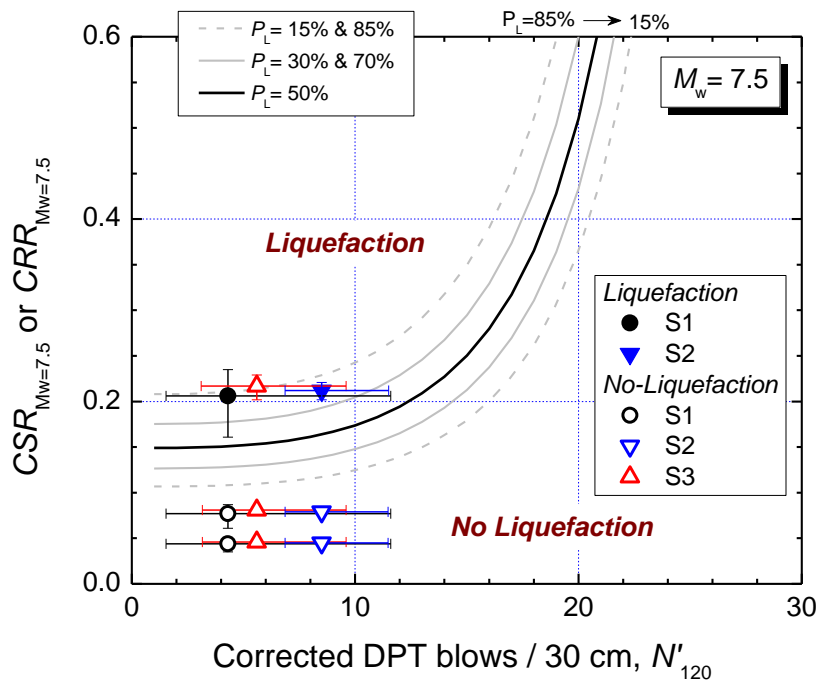 P_L=85% → 15%
0.6
P_L= 15% & 85%
P_L= 30% & 70%
P_L= 50%
M_w= 7.5
CSR_Mw=7.5 or CRR_Mw=7.5
0.4
Liquefaction
Liquefaction
S1
S2
No-Liquefaction
S1
S2
S3
0.2
No Liquefaction
0.0
0 10 20 30
Corrected DPT blows / 30 cm, N'_120